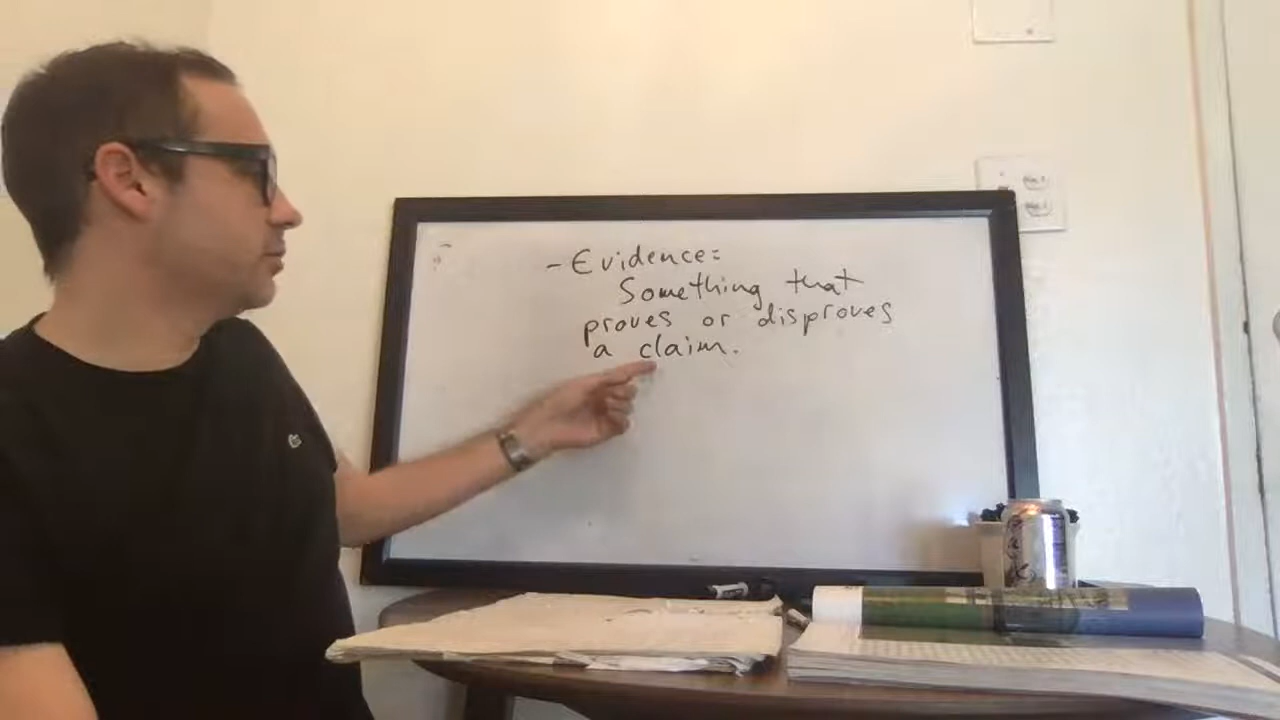 - Evidence:
Something that
proves or disproves
a claim.